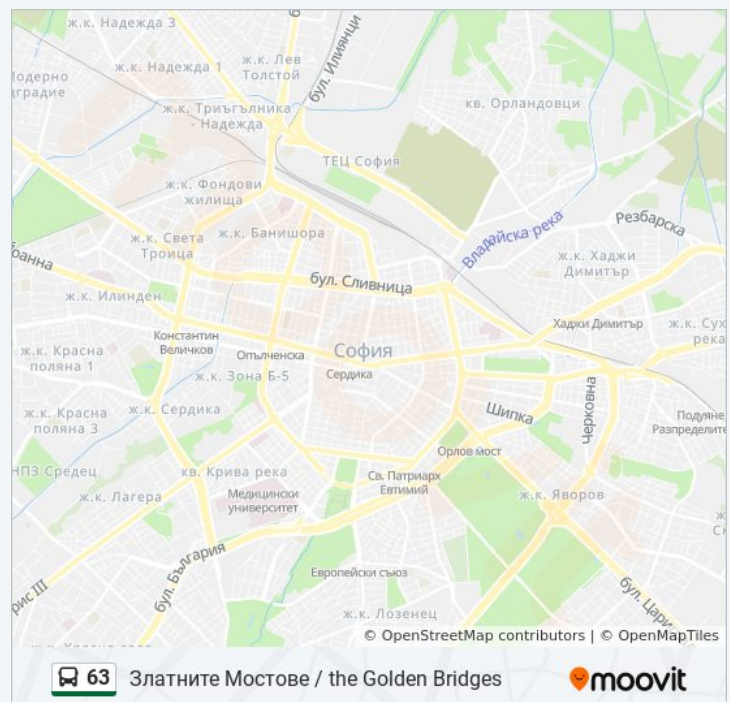 ж.к. Надежда 3
ж.к. Надежда 1
ж.к. Лев
Толстой
бул. Илиянци
ж.к. Триъгълника
- Надежда
кв. Орландовци
ТЕЦ София
ж.к. Фондови
жилища
Владайска река
Резбарска
ж.к. Света
Троица
ж.к. Банишора
ж.к. Хаджи
Димитър
бул. Сливница
ж.к. Илинден
Константин
Величков
Опълченска
София
Сердика
Хаджи Димитър
ж.к. Сух
река
ж.к. Красна
поляна 1
ж.к. Зона Б-5
ж.к. Красна
поляна 3
ж.к. Сердика
Шипка
Черковна
Подуяне
Разпределите
Орлов мост
НПЗ Средец
кв. Крива река
Св. Патриарх
Евтимий
ж.к. Лагера
Медицински
университет
ж.к. Яворов
бул. България
Европейски съюз
рис III
ж.к. Лозенец
бул. Цари
© OpenStreetMap contributors | © OpenMapTiles
63 Златните Мостове / the Golden Bridges
moovit